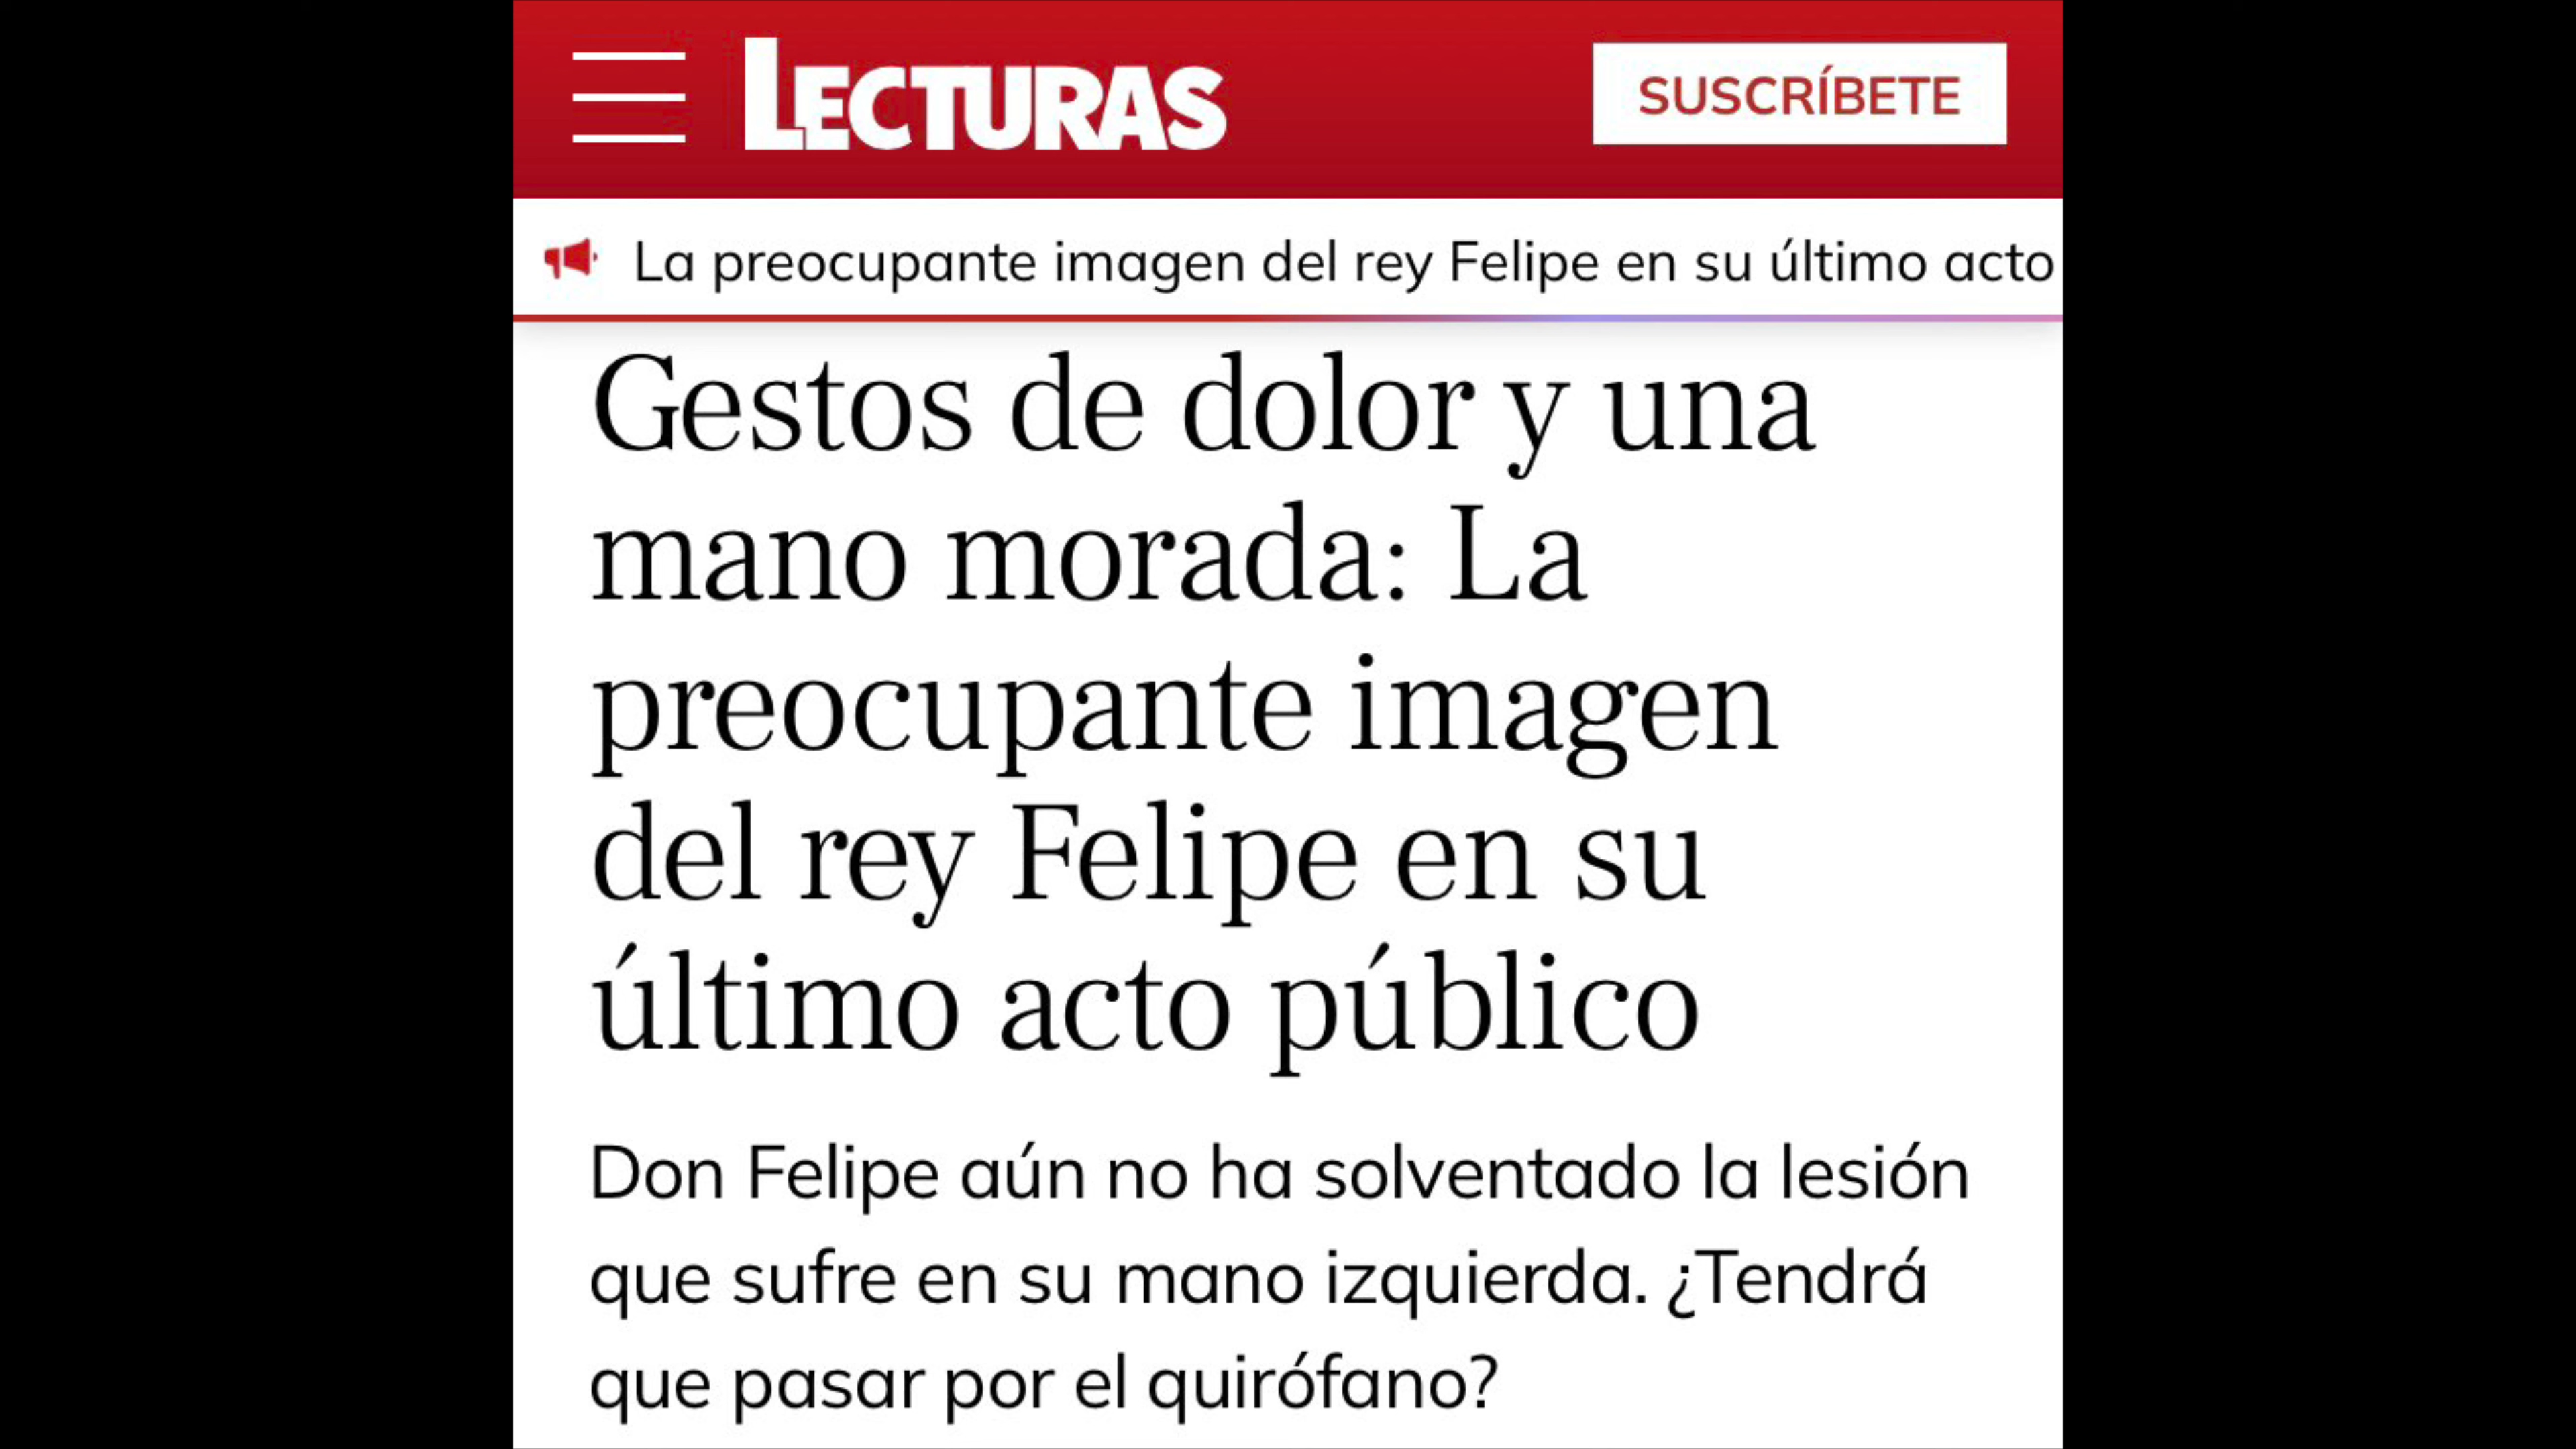 LECTURAS
SUSCRÍBETE
La preocupante imagen del rey Felipe en su último acto
Gestos de dolor y una
mano morada: La
preocupante imagen
del rey Felipe en su
último acto público
Don Felipe aún no ha solventado la lesión
que sufre en su mano izquierda. ¿Tendrá
que pasar por el quirófano?